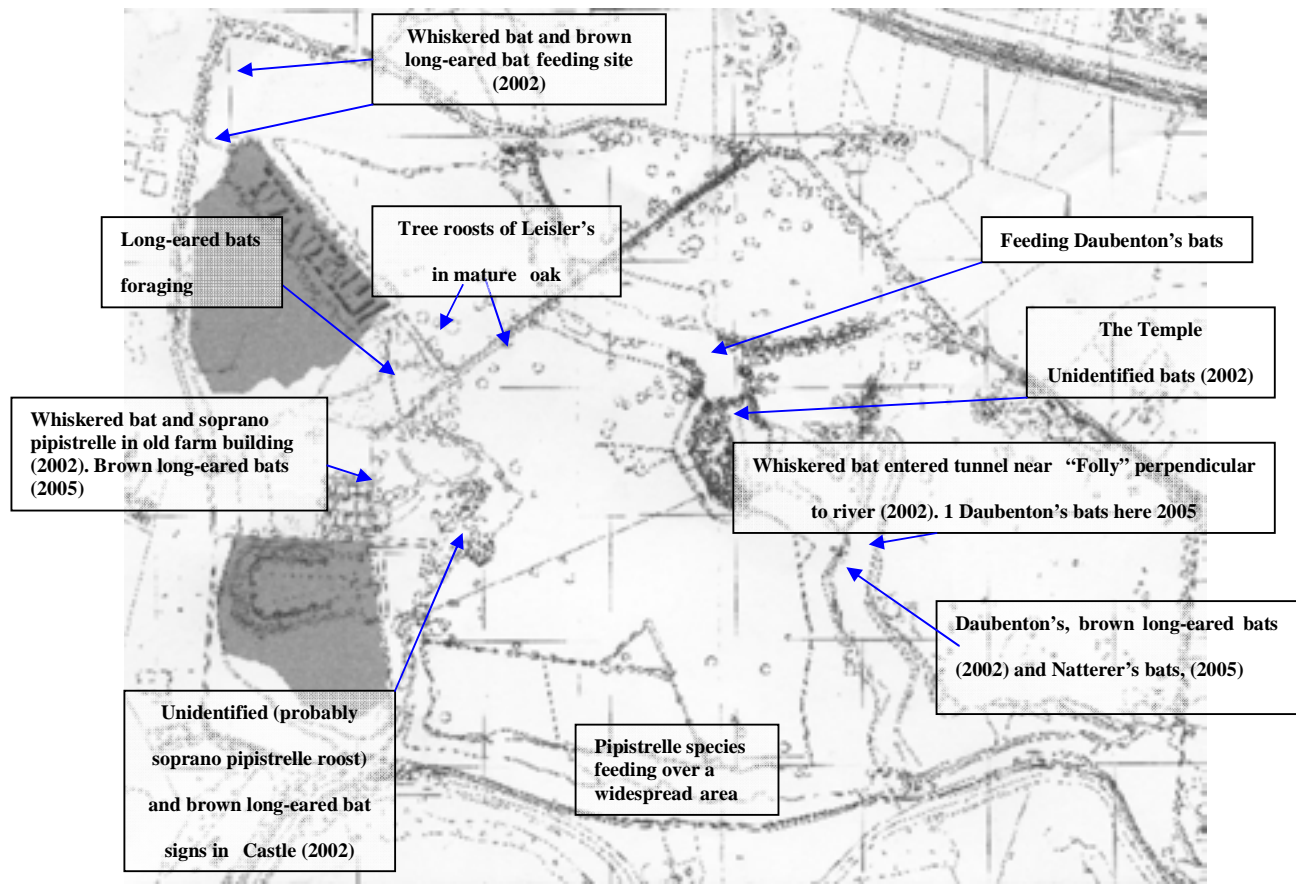 Whiskered bat and brown
long-eared bat feeding site
(2002)
Long-eared bats
foraging
Tree roosts of Leisler's
in mature oak
Feeding Daubenton's bats
The Temple
Unidentified bats (2002)
Whiskered bat and soprano
pipistrelle in old farm building
(2002). Brown long-eared bats
(2005)
Whiskered bat entered tunnel near “Folly” perpendicular
to river (2002). 1 Daubenton's bats here 2005
Daubenton's, brown long-eared bats
(2002) and Natterer's bats, (2005)
Unidentified (probably
soprano pipistrelle roost)
and brown long-eared bat
signs in Castle (2002)
Pipistrelle species
feeding over a
widespread area